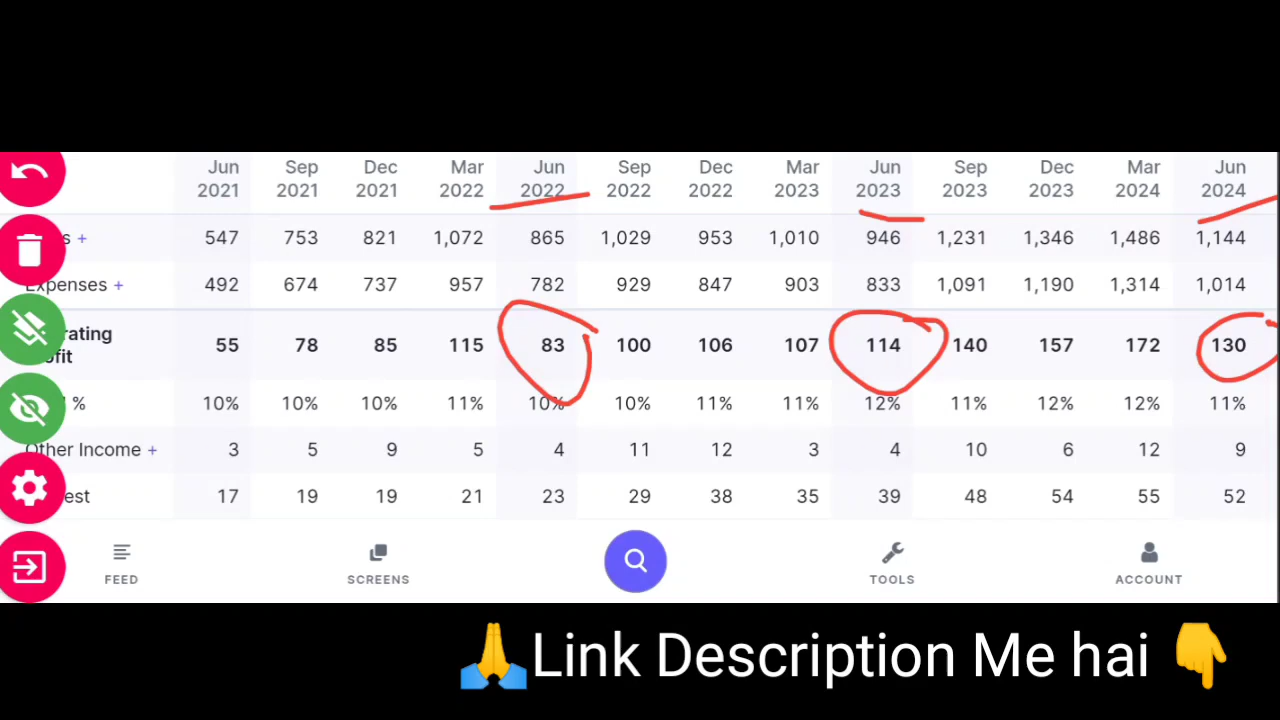 Jun Sep Dec Mar Jun Sep Dec Mar Jun Sep Dec Mar Jun
2021 2021 2021 2022 2022 2022 2022 2023 2023 2023 2023 2024 2024
s + 547 753 821 1,072 865 1,029 953 1,010 946 1,231 1,346 1,486 1,144
Expenses + 492 674 737 957 782 929 847 903 833 1,091 1,190 1,314 1,014
rating
fit 55 78 85 115 83 100 106 107 114 140 157 172 130
% 10% 10% 10% 11% 10% 10% 11% 11% 12% 11% 12% 12% 11%
Other Income + 3 5 9 5 4 11 12 3 4 10 6 12 9
est 17 19 19 21 23 29 38 35 39 48 54 55 52
FEED SCREENS TOOLS ACCOUNT
🙏Link Description Me hai 👇